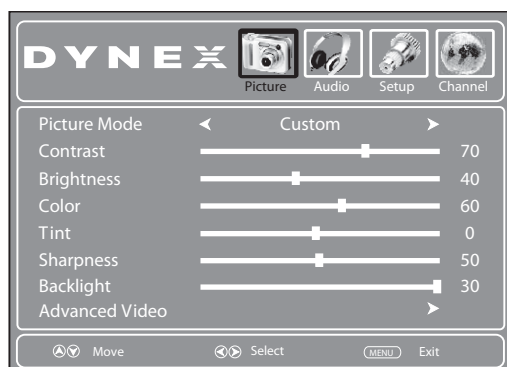 DYNEX
Picture Audio Setup Channel
Picture Mode Custom
Contrast 70
Brightness 40
Color 60
Tint 0
Sharpness 50
Backlight 30
Advanced Video
Move Select MENU Exit